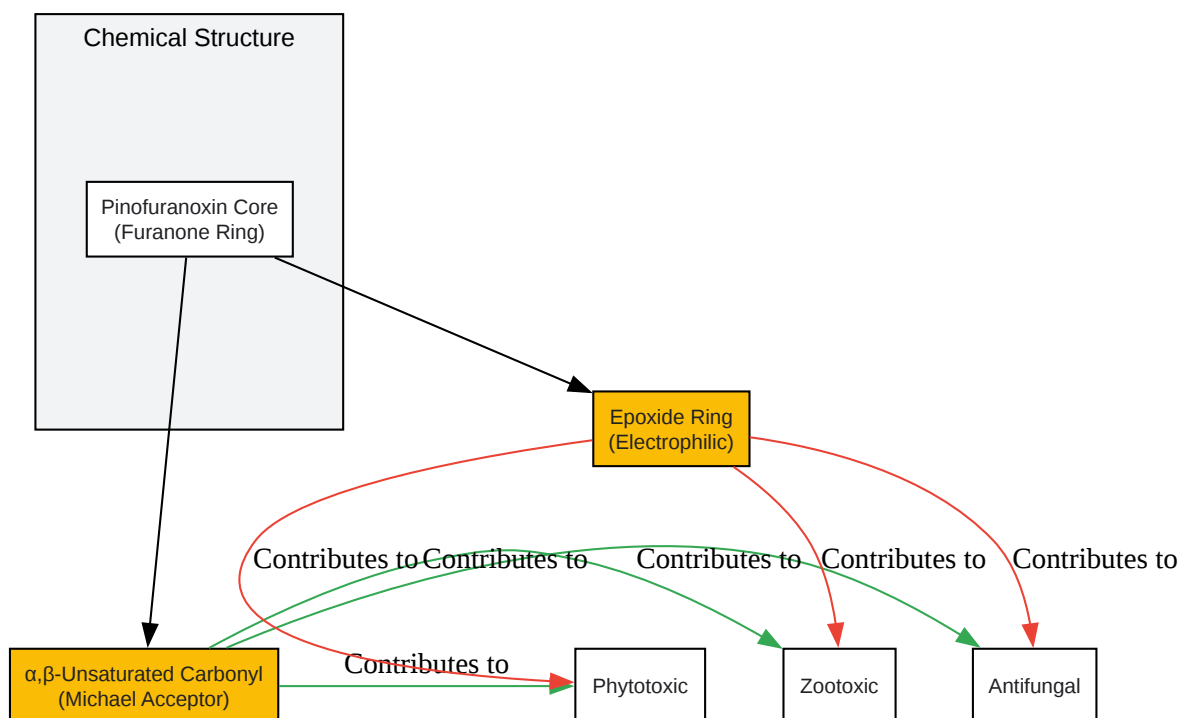 Chemical Structure
Pinofuranoxin Core
(Furanone Ring)
Epoxide Ring
(Electrophilic)
Contributes to
Contributes to
Contributes to
Contributes to
Contributes to
Contributes to
α,β-Unsaturated Carbonyl
(Michael Acceptor)
Phytotoxic
Zootoxic
Antifungal